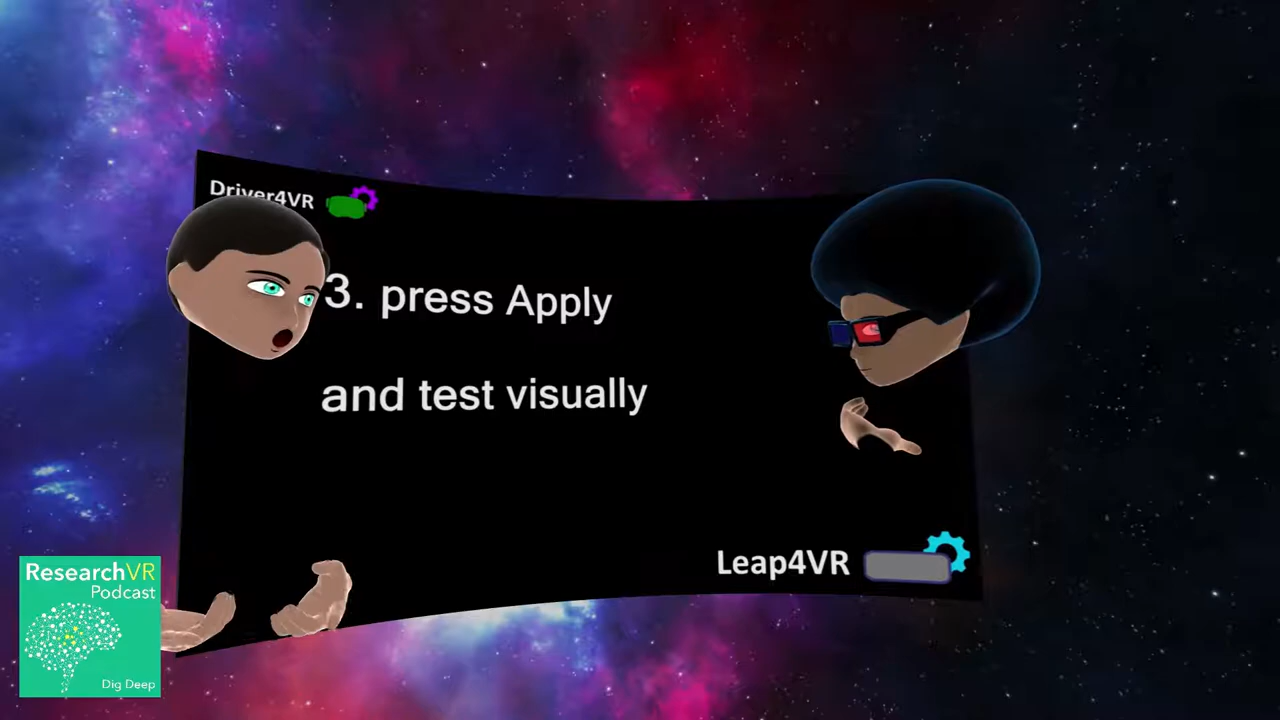 Driver4VR
3. press Apply
and test visually
Leap4VR
ResearchVR
Podcast
Dig Deep